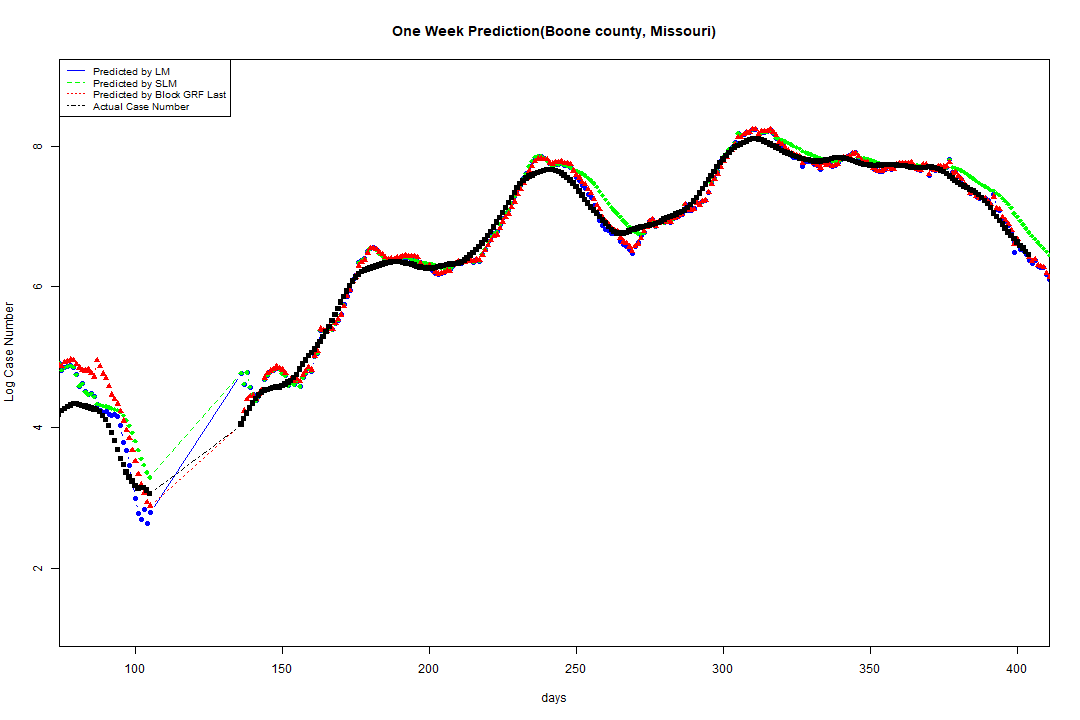 One Week Prediction(Boone county, Missouri)
Predicted by LM
Predicted by SLM
Predicted by Block GRF Last
Actual Case Number
8
6
4
2
Log Case Number
100 150 200 250 300 350 400
days